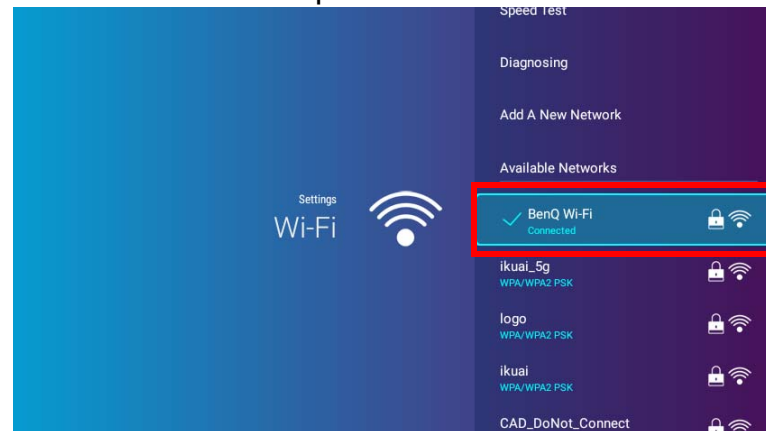 Speed Test
Diagnosing
Add A New Network
Available Networks
Settings
Wi-Fi
BenQ Wi-Fi
Connected
ikuai_5g
WPA/WPA2 PSK
logo
WPA/WPA2 PSK
ikuai
WPA/WPA2 PSK
CAD_DoNot_Connect